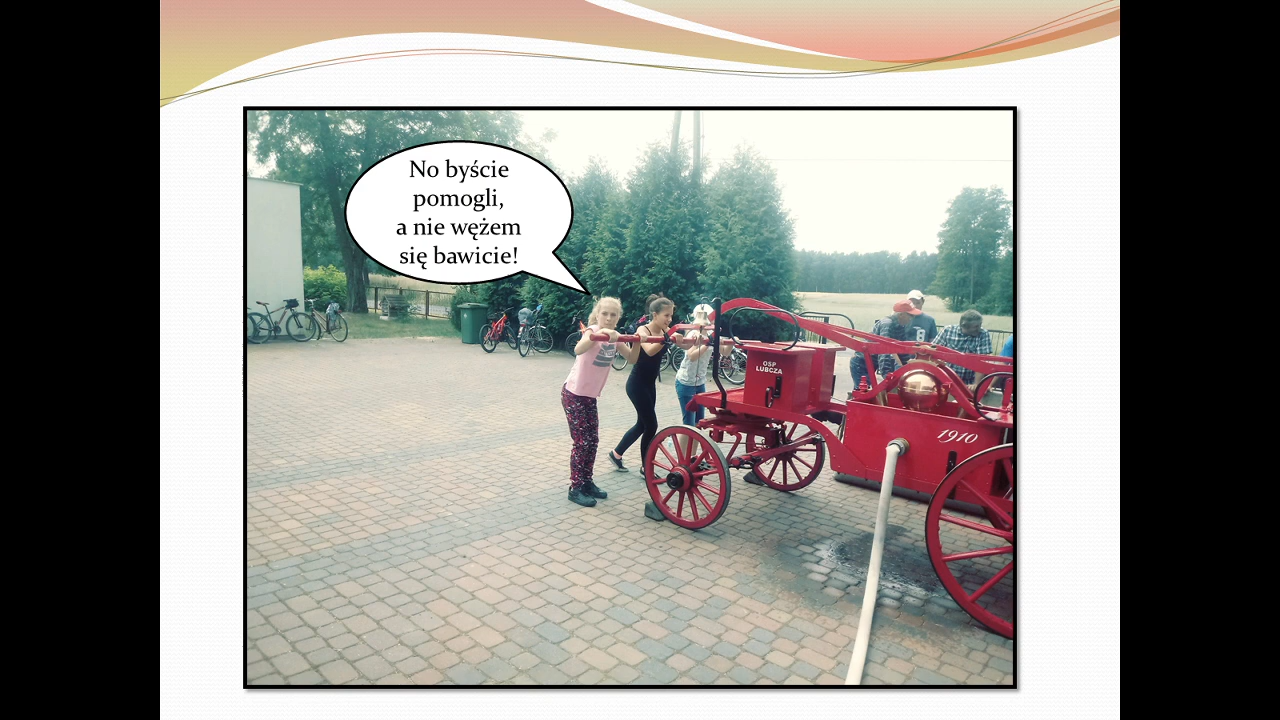 No byście
pomogli,
a nie wężem
się bawicie!
OSP
LUBCZA
1910